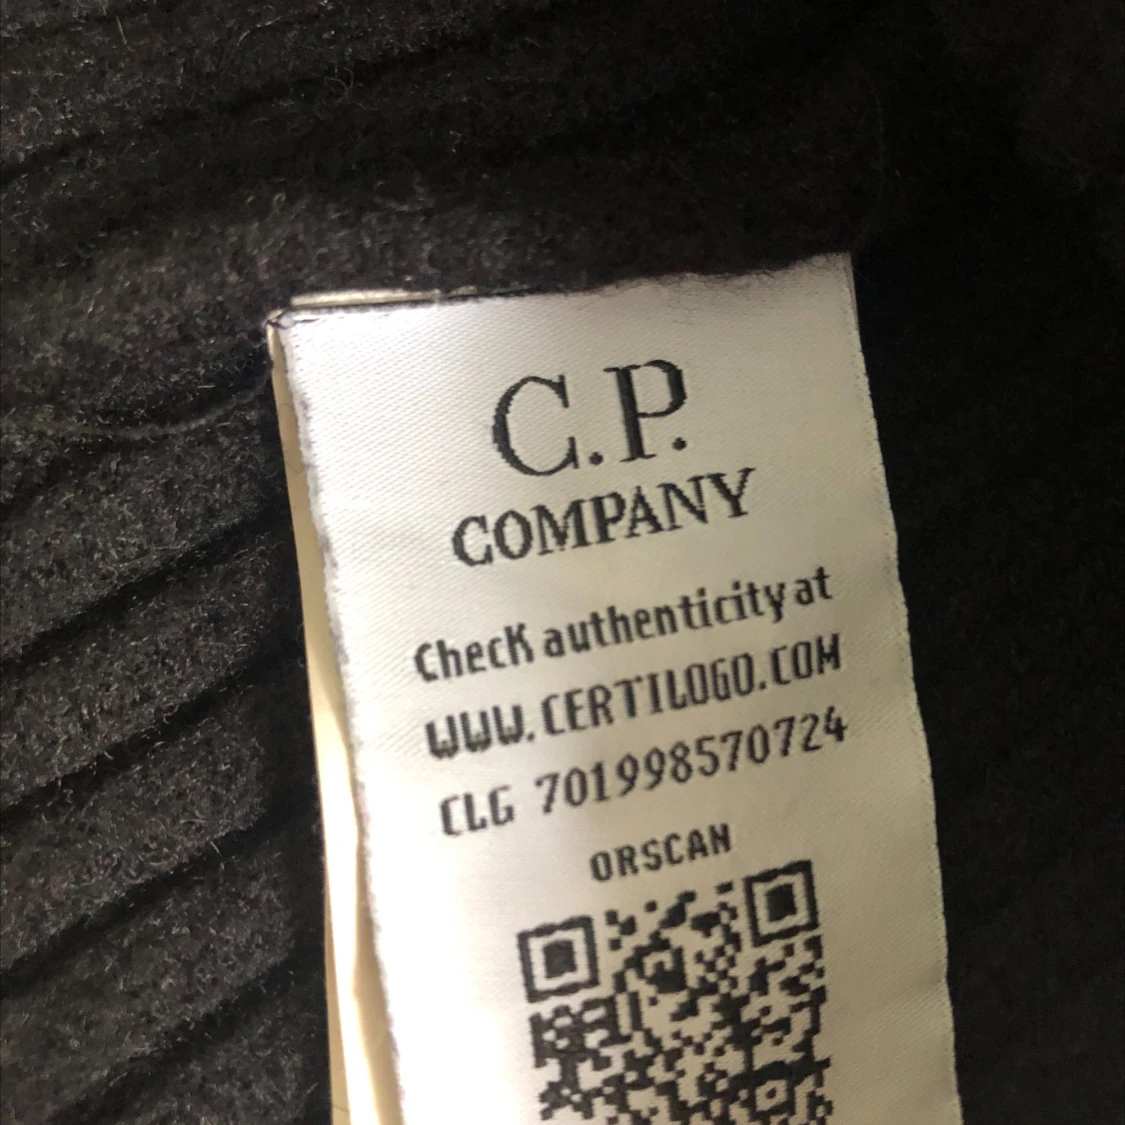 C.P.
COMPANY
Check authenticity at
WWW.CERTILOGO.COM
CLG 701998570724
ORSCAN